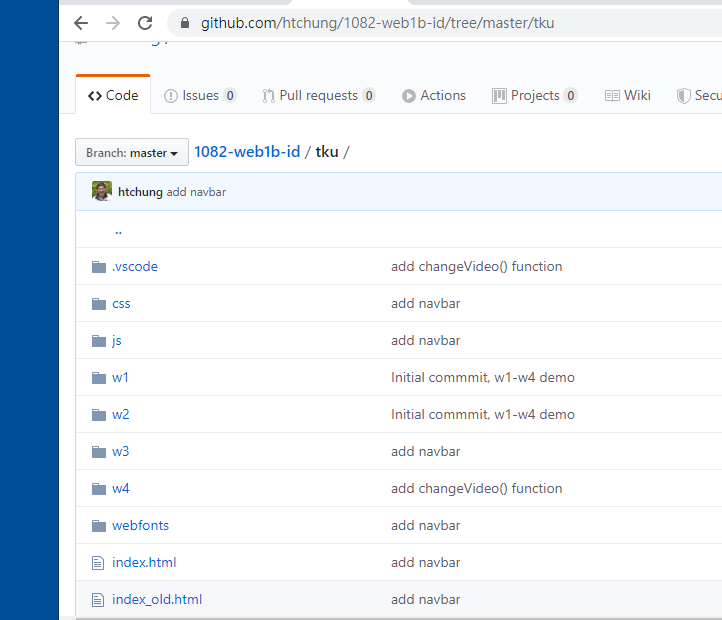 github.com/htchung/1082-web1b-id/tree/master/tku
Code Issues 0 Pull requests 0 Actions Projects 0 Wiki Secu
Branch: master 1082-web1b-id / tku /
htchung add navbar
..
.vscode add changeVideo() function
css add navbar
js add navbar
w1 Initial commmit, w1-w4 demo
w2 Initial commmit, w1-w4 demo
w3 add navbar
w4 add changeVideo() function
webfonts add navbar
index.html add navbar
index_old.html add navbar